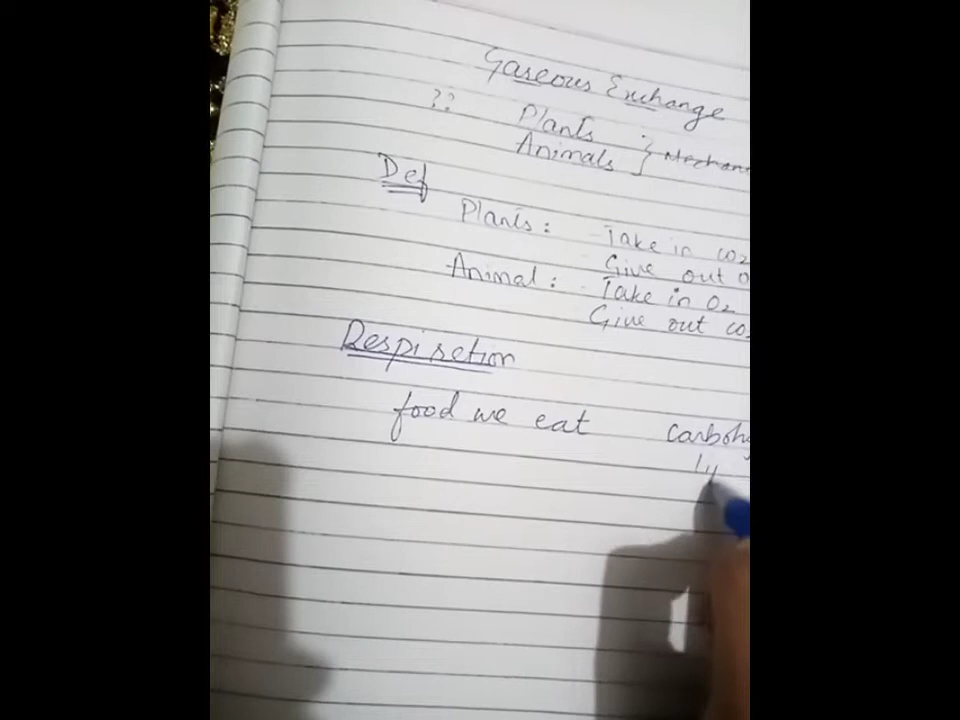 Gaseous Exchange
?? Plants
Animals } Mechan
Def
Plants: Take in CO2
Give out O
Animal: Take in O2
Give out CO2
Respiration
food we eat carbohy